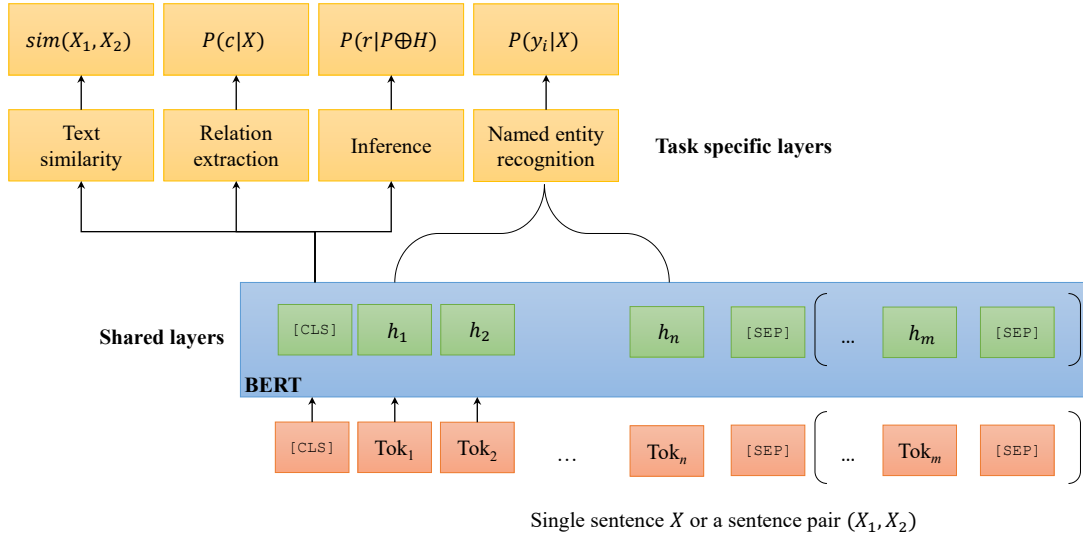 sim(X₁, X₂) P(c|X) P(r|P⊕H) P(yᵢ|X)
Text similarity
Relation extraction
Inference
Named entity recognition
Task specific layers
Shared layers
[CLS] h₁ h₂ hₙ [SEP] ( ... hₘ [SEP] )
BERT
[CLS] Tok₁ Tok₂ ... Tokₙ [SEP] ( ... Tokₘ [SEP] )
Single sentence X or a sentence pair (X₁, X₂)